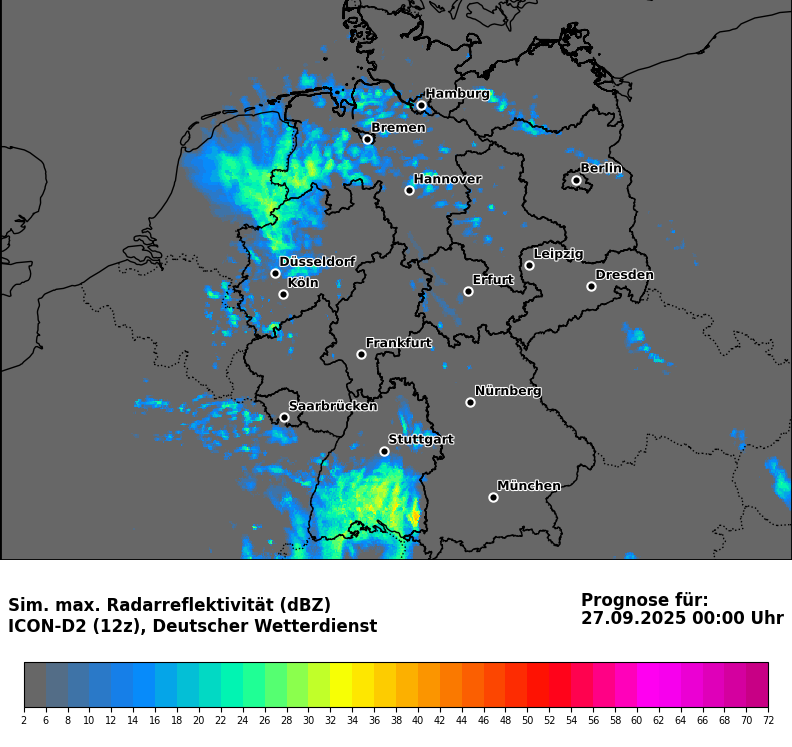 Hamburg
Bremen
Berlin
Hannover
Leipzig
Düsseldorf
Dresden
Erfurt
Köln
Frankfurt
Nürnberg
Saarbrücken
Stuttgart
München
Sim. max. Radarreflektivität (dBZ)
ICON-D2 (12z), Deutscher Wetterdienst
Prognose für:
27.09.2025 00:00 Uhr
2 6 8 10 12 14 16 18 20 22 24 26 28 30 32 34 36 38 40 42 44 46 48 50 52 54 56 58 60 62 64 66 68 70 72